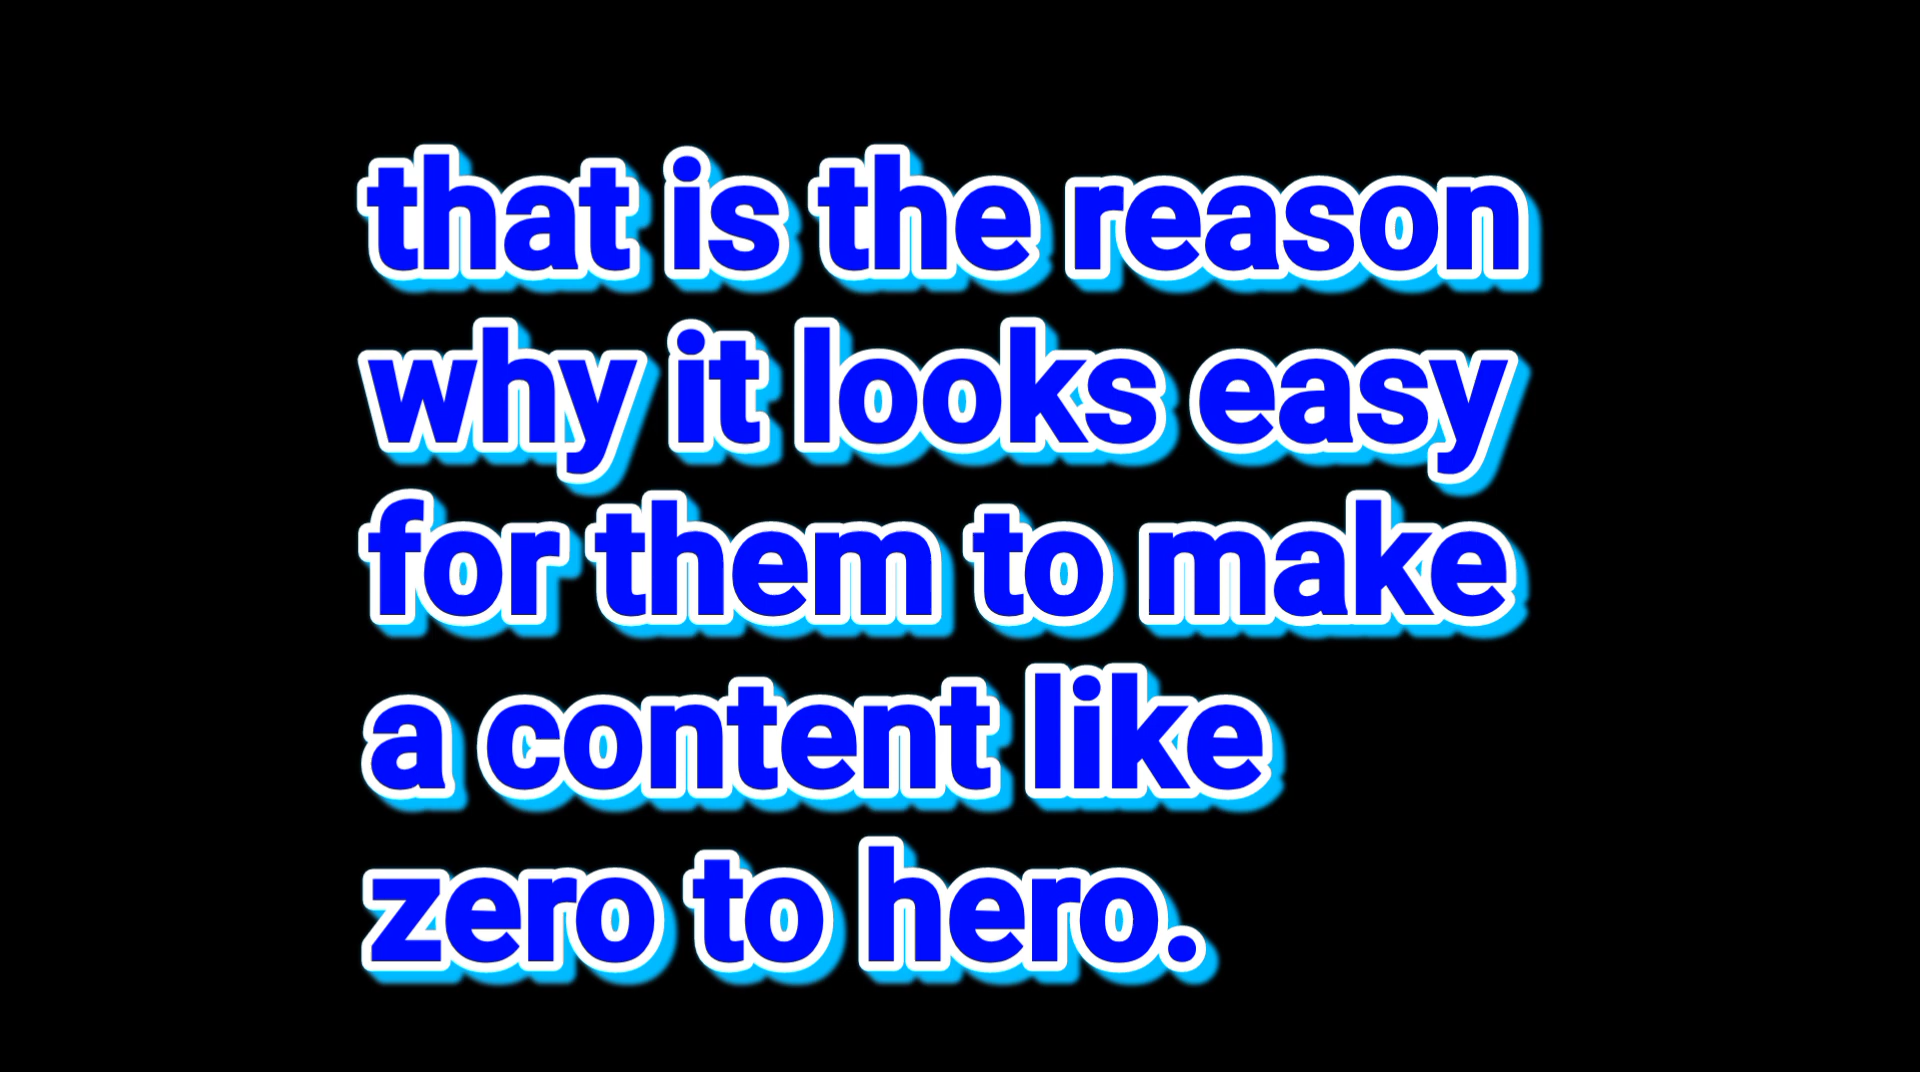 that is the reason
why it looks easy
for them to make
a content like
zero to hero.